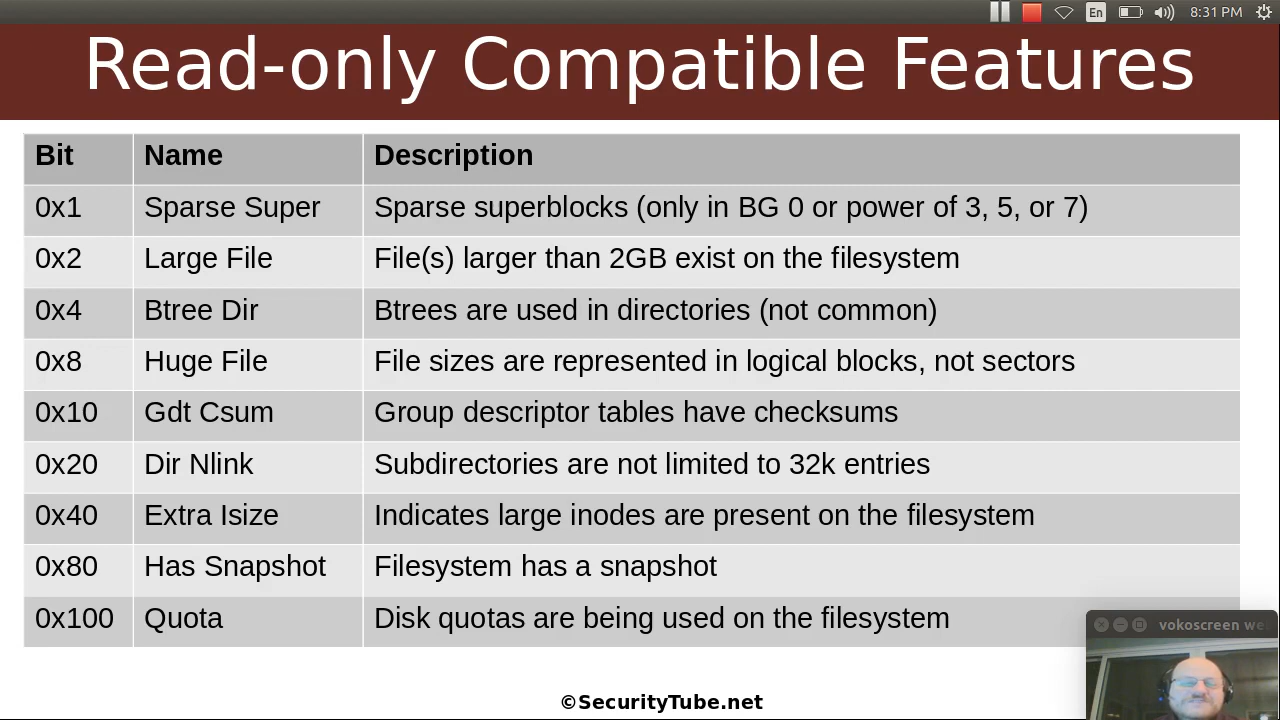 En 8:31 PM
Read-only Compatible Features
Bit Name Description
0x1 Sparse Super Sparse superblocks (only in BG 0 or power of 3, 5, or 7)
0x2 Large File File(s) larger than 2GB exist on the filesystem
0x4 Btree Dir Btrees are used in directories (not common)
0x8 Huge File File sizes are represented in logical blocks, not sectors
0x10 Gdt Csum Group descriptor tables have checksums
0x20 Dir Nlink Subdirectories are not limited to 32k entries
0x40 Extra Isize Indicates large inodes are present on the filesystem
0x80 Has Snapshot Filesystem has a snapshot
0x100 Quota Disk quotas are being used on the filesystem
vokoscreen we
©SecurityTube.net